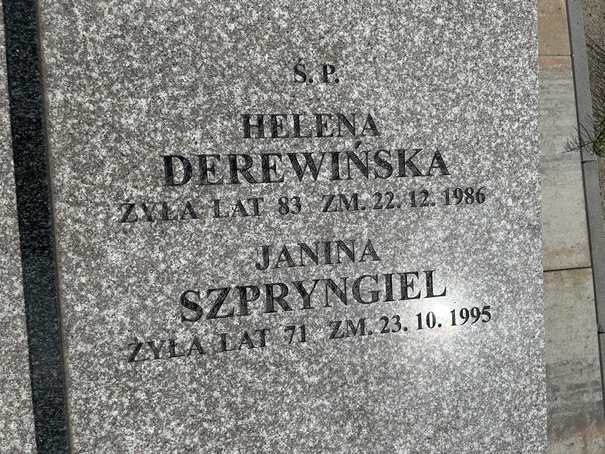 Ś. P.
HELENA
DEREWIŃSKA
ŻYŁA LAT 83 ZM. 22. 12. 1986
JANINA
SZPRYNGIEL
ŻYŁA LAT 71 ZM. 23. 10. 1995